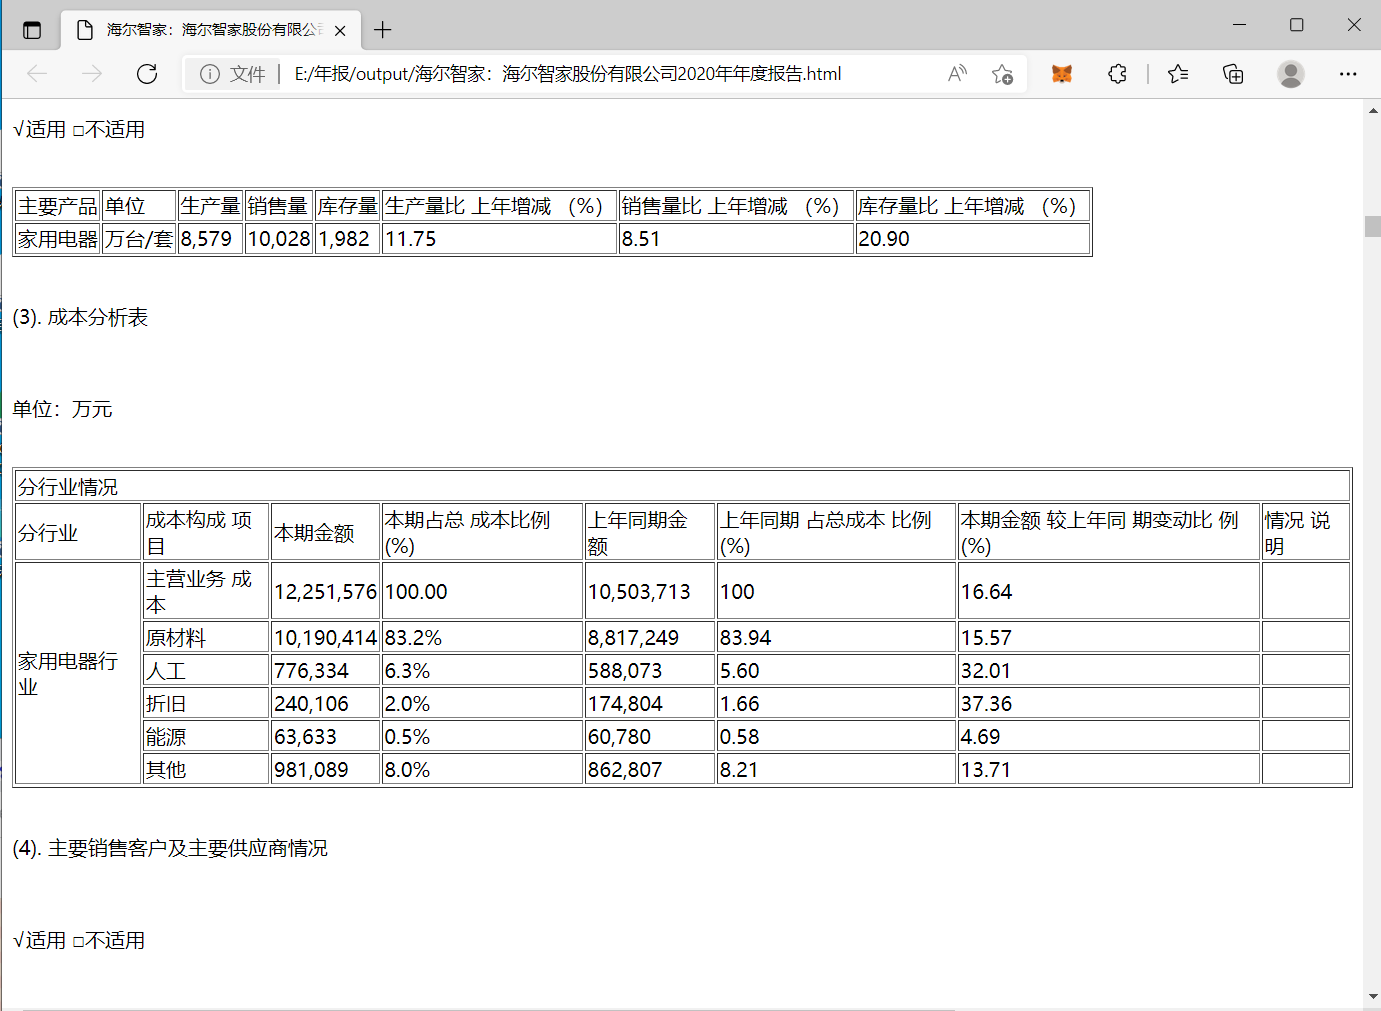 海尔智家：海尔智家股份有限公
文件 E:/年报/output/海尔智家：海尔智家股份有限公司2020年年度报告.html
√适用 □不适用
主要产品 单位 生产量 销售量 库存量 生产量比 上年增减 （%） 销售量比 上年增减 （%） 库存量比 上年增减 （%）
家用电器 万台/套 8,579 10,028 1,982 11.75 8.51 20.90
(3). 成本分析表
单位：万元
分行业情况
分行业 成本构成 项目 本期金额 本期占总 成本比例 (%) 上年同期金额 上年同期 占总成本 比例 (%) 本期金额 较上年同 期变动比 例 (%) 情况 说明
家用电器行业 主营业务 成本 12,251,576 100.00 10,503,713 100 16.64
原材料 10,190,414 83.2% 8,817,249 83.94 15.57
人工 776,334 6.3% 588,073 5.60 32.01
折旧 240,106 2.0% 174,804 1.66 37.36
能源 63,633 0.5% 60,780 0.58 4.69
其他 981,089 8.0% 862,807 8.21 13.71
(4). 主要销售客户及主要供应商情况
√适用 □不适用